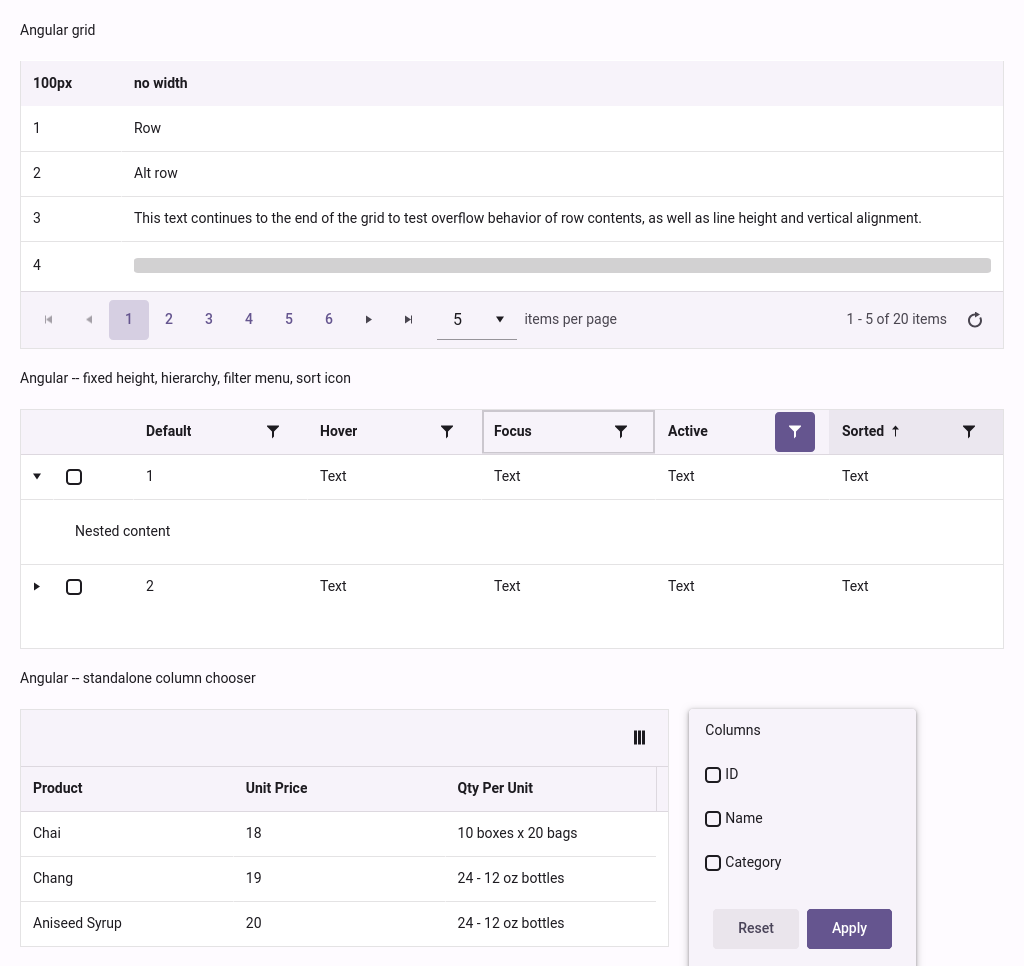 Angular grid
100px no width
1 Row
2 Alt row
3 This text continues to the end of the grid to test overflow behavior of row contents, as well as line height and vertical alignment.
4
1 2 3 4 5 6 5 items per page 1 - 5 of 20 items
Angular -- fixed height, hierarchy, filter menu, sort icon
Default Hover Focus Active Sorted
1 Text Text Text Text
Nested content
2 Text Text Text Text
Angular -- standalone column chooser
Product Unit Price Qty Per Unit
Chai 18 10 boxes x 20 bags
Chang 19 24 - 12 oz bottles
Aniseed Syrup 20 24 - 12 oz bottles
Columns
ID
Name
Category
Reset Apply